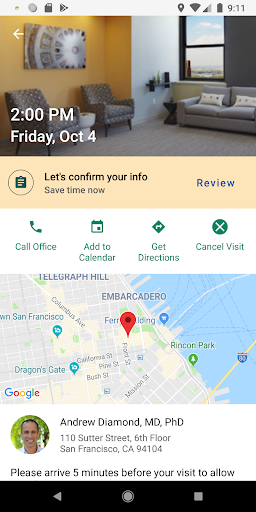 9:11
2:00 PM
Friday, Oct 4
Let's confirm your info
Save time now
Review
Call Office
Add to
Calendar
Get
Directions
Cancel Visit
TELEGRAPH HILL
EMBARCADERO
Columbus Ave
own San Francisco
Ferry Building
Front St
Dragon's Gate
California St
Pine St
Bush St
Mission St
Rincon Park
80
Google
Andrew Diamond, MD, PhD
110 Sutter Street, 6th Floor
San Francisco, CA 94104
Please arrive 5 minutes before your visit to allow